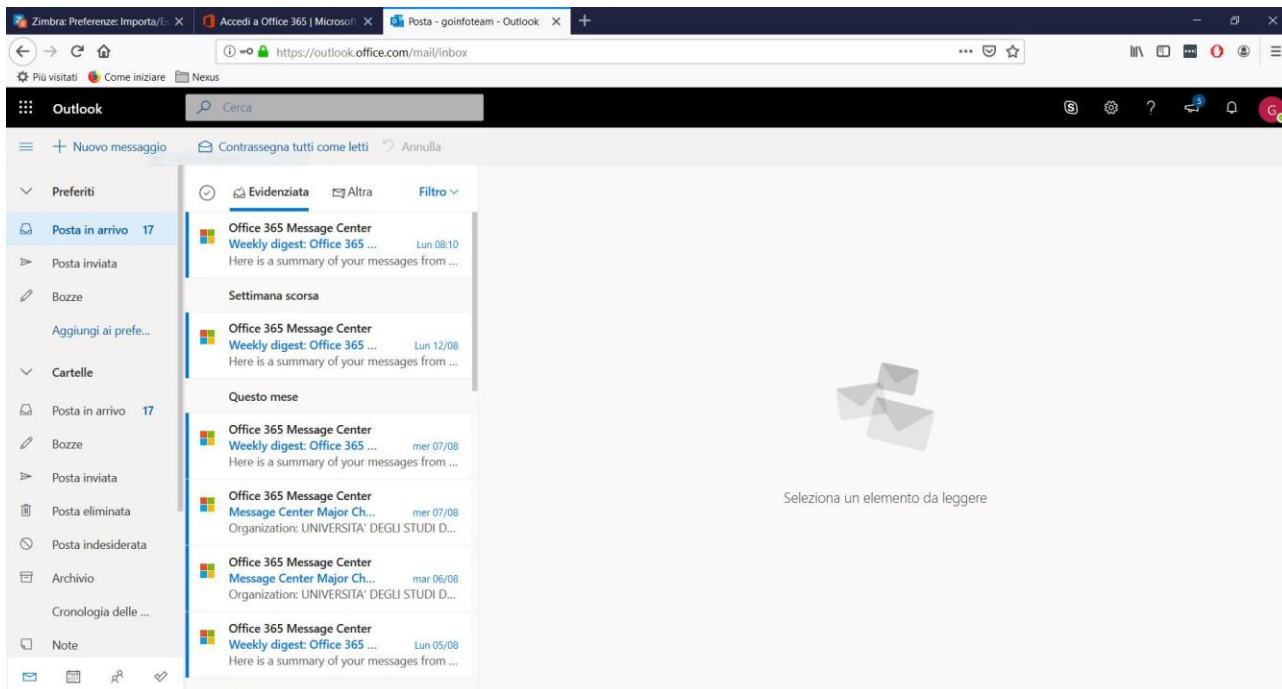 Zimbra: Preferenze: Importa/E
Accedi a Office 365 | Microsoft
Posta - goinfoteam - Outlook
https://outlook.office.com/mail/inbox
Più visitati Come iniziare Nexus
Outlook
Cerca
5
G
Nuovo messaggio
Contrassegna tutti come letti
Annulla
Preferiti
Posta in arrivo 17
Posta inviata
Bozze
Aggiungi ai prefe...
Cartelle
Posta in arrivo 17
Bozze
Posta inviata
Posta eliminata
Posta indesiderata
Archivio
Cronologia delle ...
Note
Evidenziata Altra Filtro
Office 365 Message Center
Weekly digest: Office 365 ... Lun 08:10
Here is a summary of your messages from ...
Settimana scorsa
Office 365 Message Center
Weekly digest: Office 365 ... Lun 12/08
Here is a summary of your messages from ...
Questo mese
Office 365 Message Center
Weekly digest: Office 365 ... mer 07/08
Here is a summary of your messages from ...
Office 365 Message Center
Message Center Major Ch... mer 07/08
Organization: UNIVERSITA' DEGLI STUDI D...
Office 365 Message Center
Message Center Major Ch... mar 06/08
Organization: UNIVERSITA' DEGLI STUDI D...
Office 365 Message Center
Weekly digest: Office 365 ... Lun 05/08
Here is a summary of your messages from ...
Seleziona un elemento da leggere